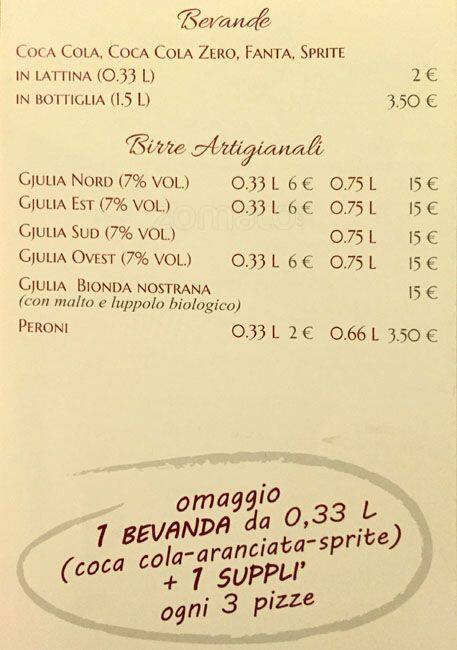 Bevande
Coca Cola, Coca Cola Zero, Fanta, Sprite
in lattina (0.33 L) 2 €
in bottiglia (1.5 L) 3.50 €
Birre Artigianali
Gjulia Nord (7% vol.) 0.33 L 6 € 0.75 L 15 €
Gjulia Est (7% vol.) 0.33 L 6 € 0.75 L 15 €
Gjulia Sud (7% vol.) 0.75 L 15 €
Gjulia Ovest (7% vol.) 0.33 L 6 € 0.75 L 15 €
Gjulia Bionda nostrana 15 €
(con malto e luppolo biologico)
Peroni 0.33 L 2 € 0.66 L 3.50 €
omaggio
1 BEVANDA da 0,33 L
(coca cola-aranciata-sprite)
+ 1 SUPPLI'
ogni 3 pizze